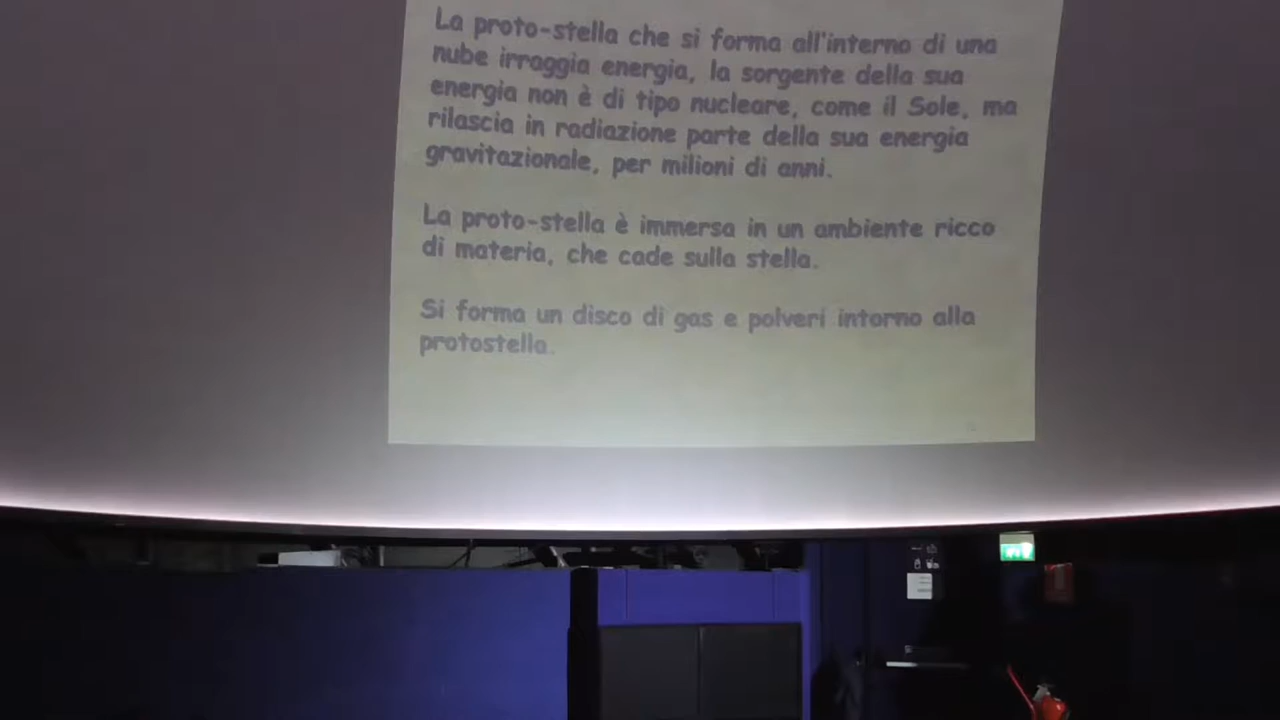 La proto-stella che si forma all'interno di una
nube irraggia energia, la sorgente della sua
energia non è di tipo nucleare, come il Sole, ma
rilascia in radiazione parte della sua energia
gravitazionale, per milioni di anni.
La proto-stella è immersa in un ambiente ricco
di materia, che cade sulla stella.
Si forma un disco di gas e polveri intorno alla
protostella.